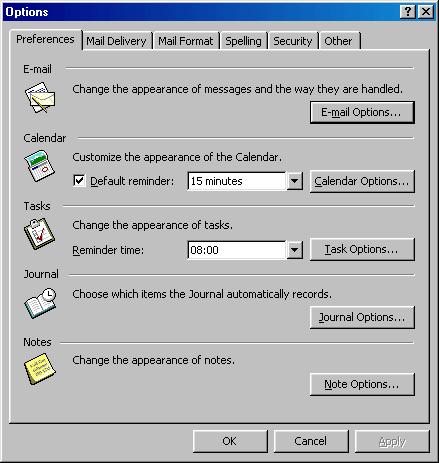 Options
Preferences Mail Delivery Mail Format Spelling Security Other
E-mail
Change the appearance of messages and the way they are handled.
E-mail Options...
Calendar
Customize the appearance of the Calendar.
Default reminder: 15 minutes Calendar Options...
Tasks
Change the appearance of tasks.
Reminder time: 08:00 Task Options...
Journal
Choose which items the Journal automatically records.
Journal Options...
Notes
Change the appearance of notes.
Note Options...
OK Cancel Apply